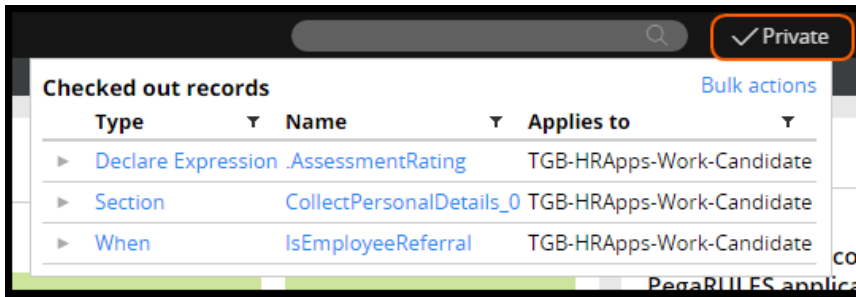 Private
Checked out records Bulk actions
Type Name Applies to
Declare Expression .AssessmentRating TGB-HRApps-Work-Candidate
Section CollectPersonalDetails_0 TGB-HRApps-Work-Candidate
When IsEmployeeReferral TGB-HRApps-Work-Candidate
co
PegaRULES applica